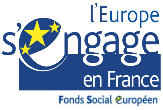 l'Europe
s'engage
en France
Fonds Social européen